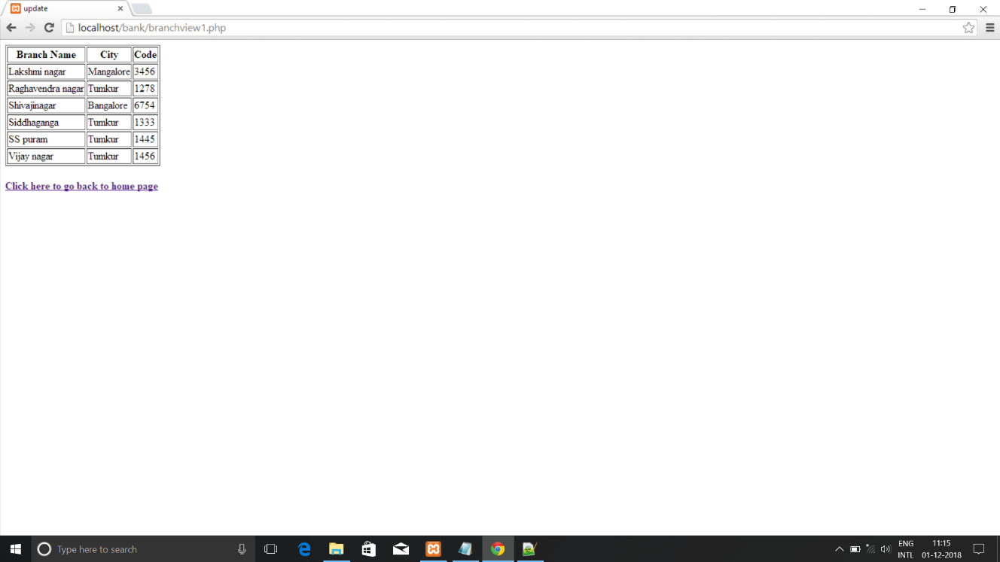 update
localhost/bank/branchview1.php
Branch Name City Code
Lakshmi nagar Mangalore 3456
Raghavendra nagar Tumkur 1278
Shivajinagar Bangalore 6754
Siddhaganga Tumkur 1333
SS puram Tumkur 1445
Vijay nagar Tumkur 1456
Click here to go back to home page
Type here to search
ENG 11:15
INTL 01-12-2018